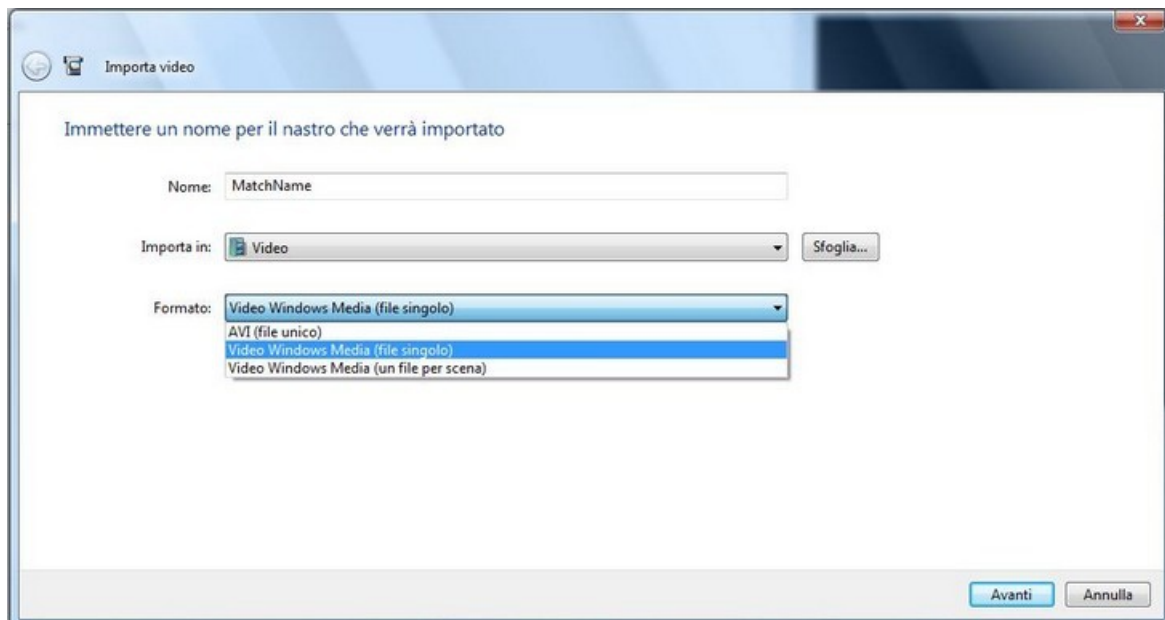 Importa video
Immettere un nome per il nastro che verrà importato
Nome: MatchName
Importa in: Video Sfoglia...
Formato: Video Windows Media (file singolo)
AVI (file unico)
Video Windows Media (file singolo)
Video Windows Media (un file per scena)
Avanti Annulla